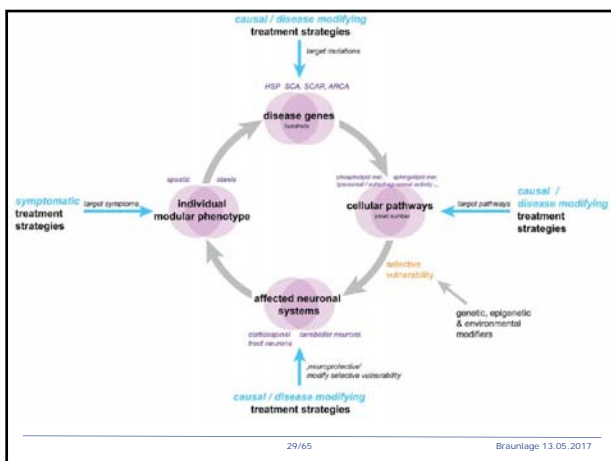 causal / disease modifying
treatment strategies
target mutations
HSP SCA, SCAR, ARCA
disease genes
hundreds
spastic ataxia
individual
modular phenotype
symptomatic
treatment
strategies
target symptoms
phospholipid met, sphingolipid met,
lysosomal / autophagosomal activity
cellular pathways
small number
target pathways
causal /
disease modifying
treatment
strategies
selective
vulnerability
genetic, epigenetic
& environmental
modifiers
affected neuronal
systems
corticospinal cerebellar neurons
tract neurons
„neuroprotective'
modify selective vulnerability
causal / disease modifying
treatment strategies
29/65
Braunlage 13.05.2017